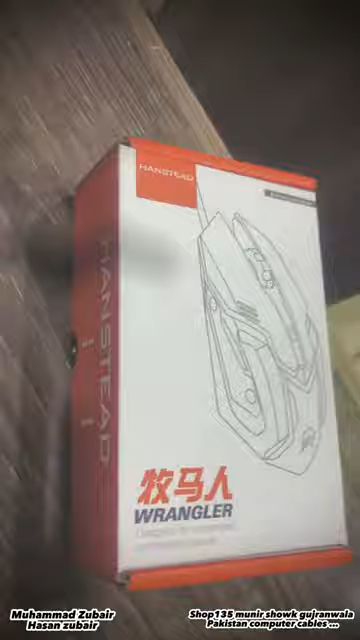 HANSTEAD
HANSTEAD
牧马人
WRANGLER
Muhammad Zubair
Hasan zubair
Shop135 munir showk gujranwala
Pakistan computer cables ...